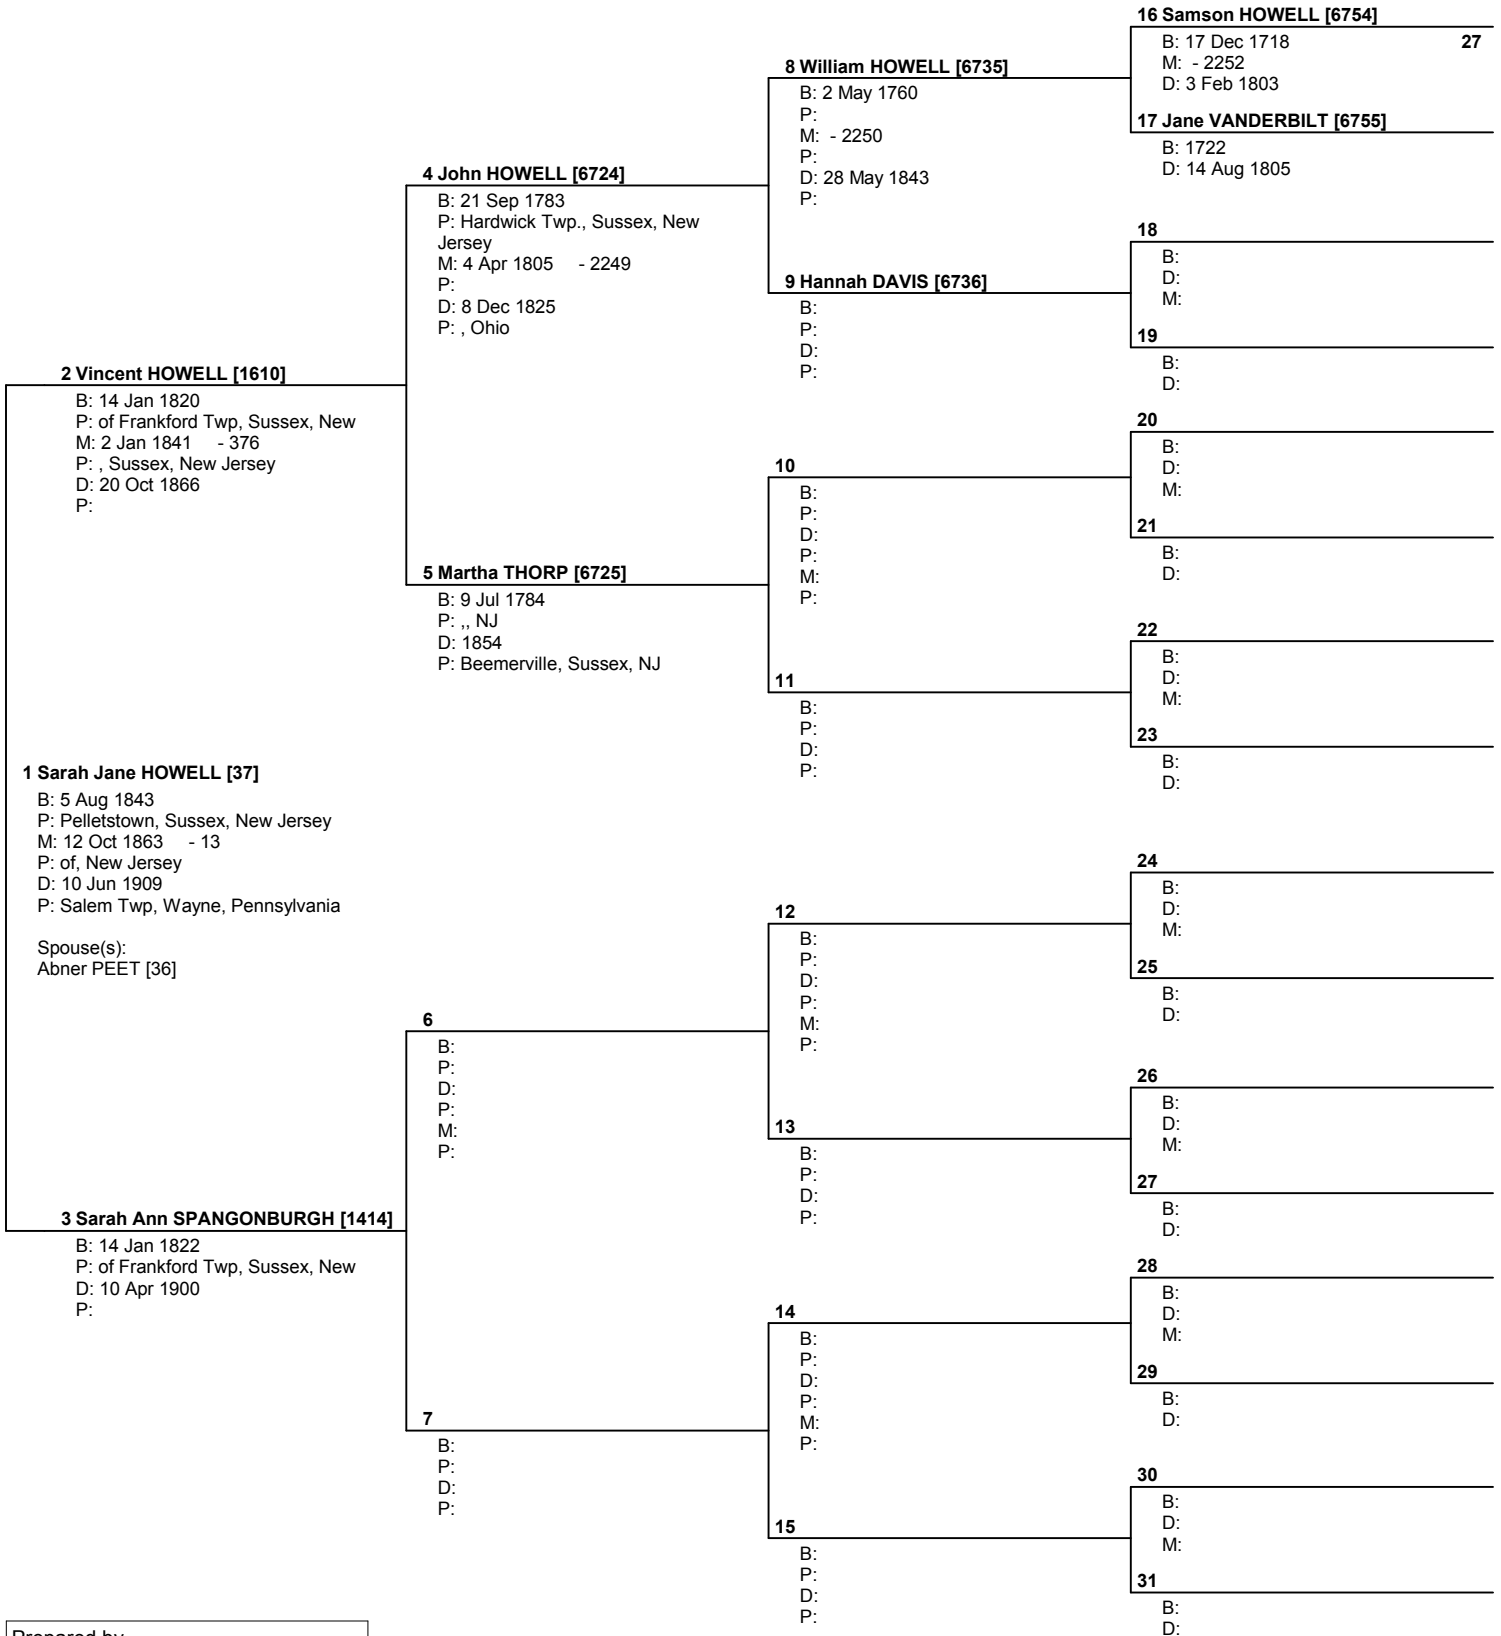 16 Samson HOWELL [6754]
B: 17 Dec 1718 27
M: - 2252
D: 3 Feb 1803
8 William HOWELL [6735]
B: 2 May 1760
P:
M: - 2250
P:
D: 28 May 1843
P:
17 Jane VANDERBILT [6755]
B: 1722
D: 14 Aug 1805
4 John HOWELL [6724]
B: 21 Sep 1783
P: Hardwick Twp., Sussex, New
Jersey
M: 4 Apr 1805 - 2249
P:
D: 8 Dec 1825
P: , Ohio
18
B:
D:
M:
9 Hannah DAVIS [6736]
B:
P:
D:
P:
19
B:
D:
2 Vincent HOWELL [1610]
B: 14 Jan 1820
P: of Frankford Twp, Sussex, New
M: 2 Jan 1841 - 376
P: , Sussex, New Jersey
D: 20 Oct 1866
P:
20
B:
D:
M:
10
B:
P:
D:
P:
M:
P:
21
B:
D:
5 Martha THORP [6725]
B: 9 Jul 1784
P: ,, NJ
D: 1854
P: Beemerville, Sussex, NJ
22
B:
D:
M:
11
B:
P:
D:
P:
23
B:
D:
1 Sarah Jane HOWELL [37]
B: 5 Aug 1843
P: Pelletstown, Sussex, New Jersey
M: 12 Oct 1863 - 13
P: of, New Jersey
D: 10 Jun 1909
P: Salem Twp, Wayne, Pennsylvania
Spouse(s):
Abner PEET [36]
24
B:
D:
M:
12
B:
P:
D:
P:
M:
P:
25
B:
D:
6
B:
P:
D:
P:
M:
P:
26
B:
D:
M:
13
B:
P:
D:
P:
27
B:
D:
3 Sarah Ann SPANGONBURGH [1414]
B: 14 Jan 1822
P: of Frankford Twp, Sussex, New
D: 10 Apr 1900
P:
28
B:
D:
M:
14
B:
P:
D:
P:
M:
P:
29
B:
D:
7
B:
P:
D:
P:
30
B:
D:
M:
15
B:
P:
D:
P:
31
B:
D:
Prepared by